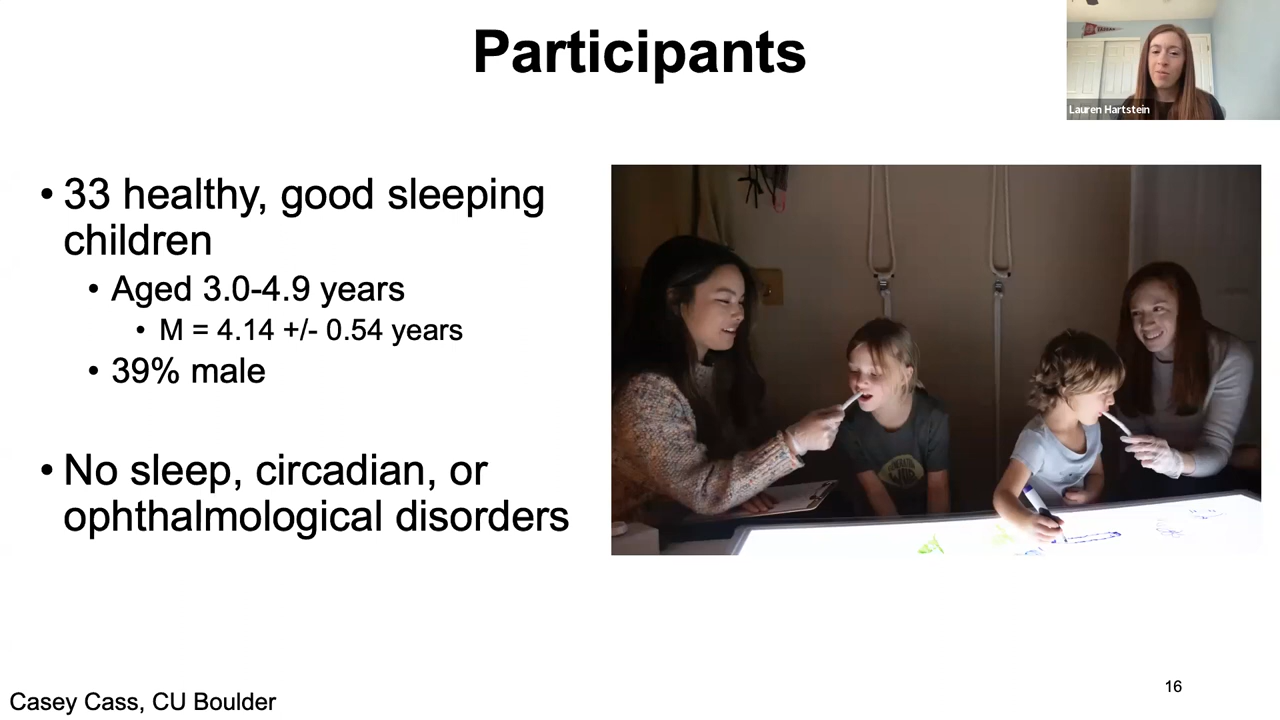 Participants
Lauren Hartstein
• 33 healthy, good sleeping
children
• Aged 3.0-4.9 years
• M = 4.14 +/- 0.54 years
• 39% male
• No sleep, circadian, or
ophthalmological disorders
Casey Cass, CU Boulder
16